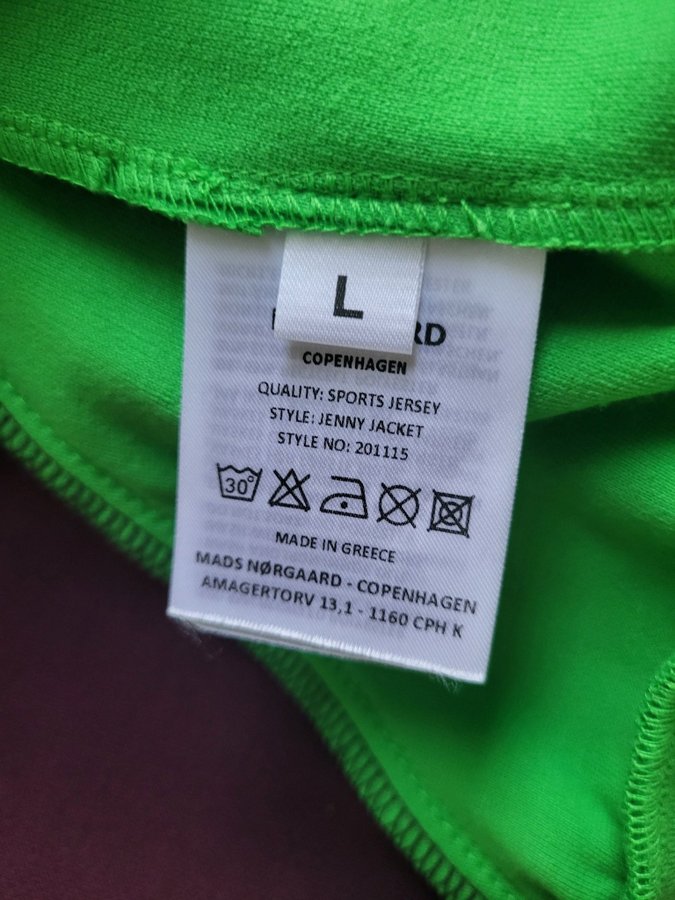 L
COPENHAGEN
QUALITY: SPORTS JERSEY
STYLE: JENNY JACKET
STYLE NO: 201115
30°
MADE IN GREECE
MADS NØRGAARD - COPENHAGEN
AMAGERTORV 13,1 - 1160 CPH K